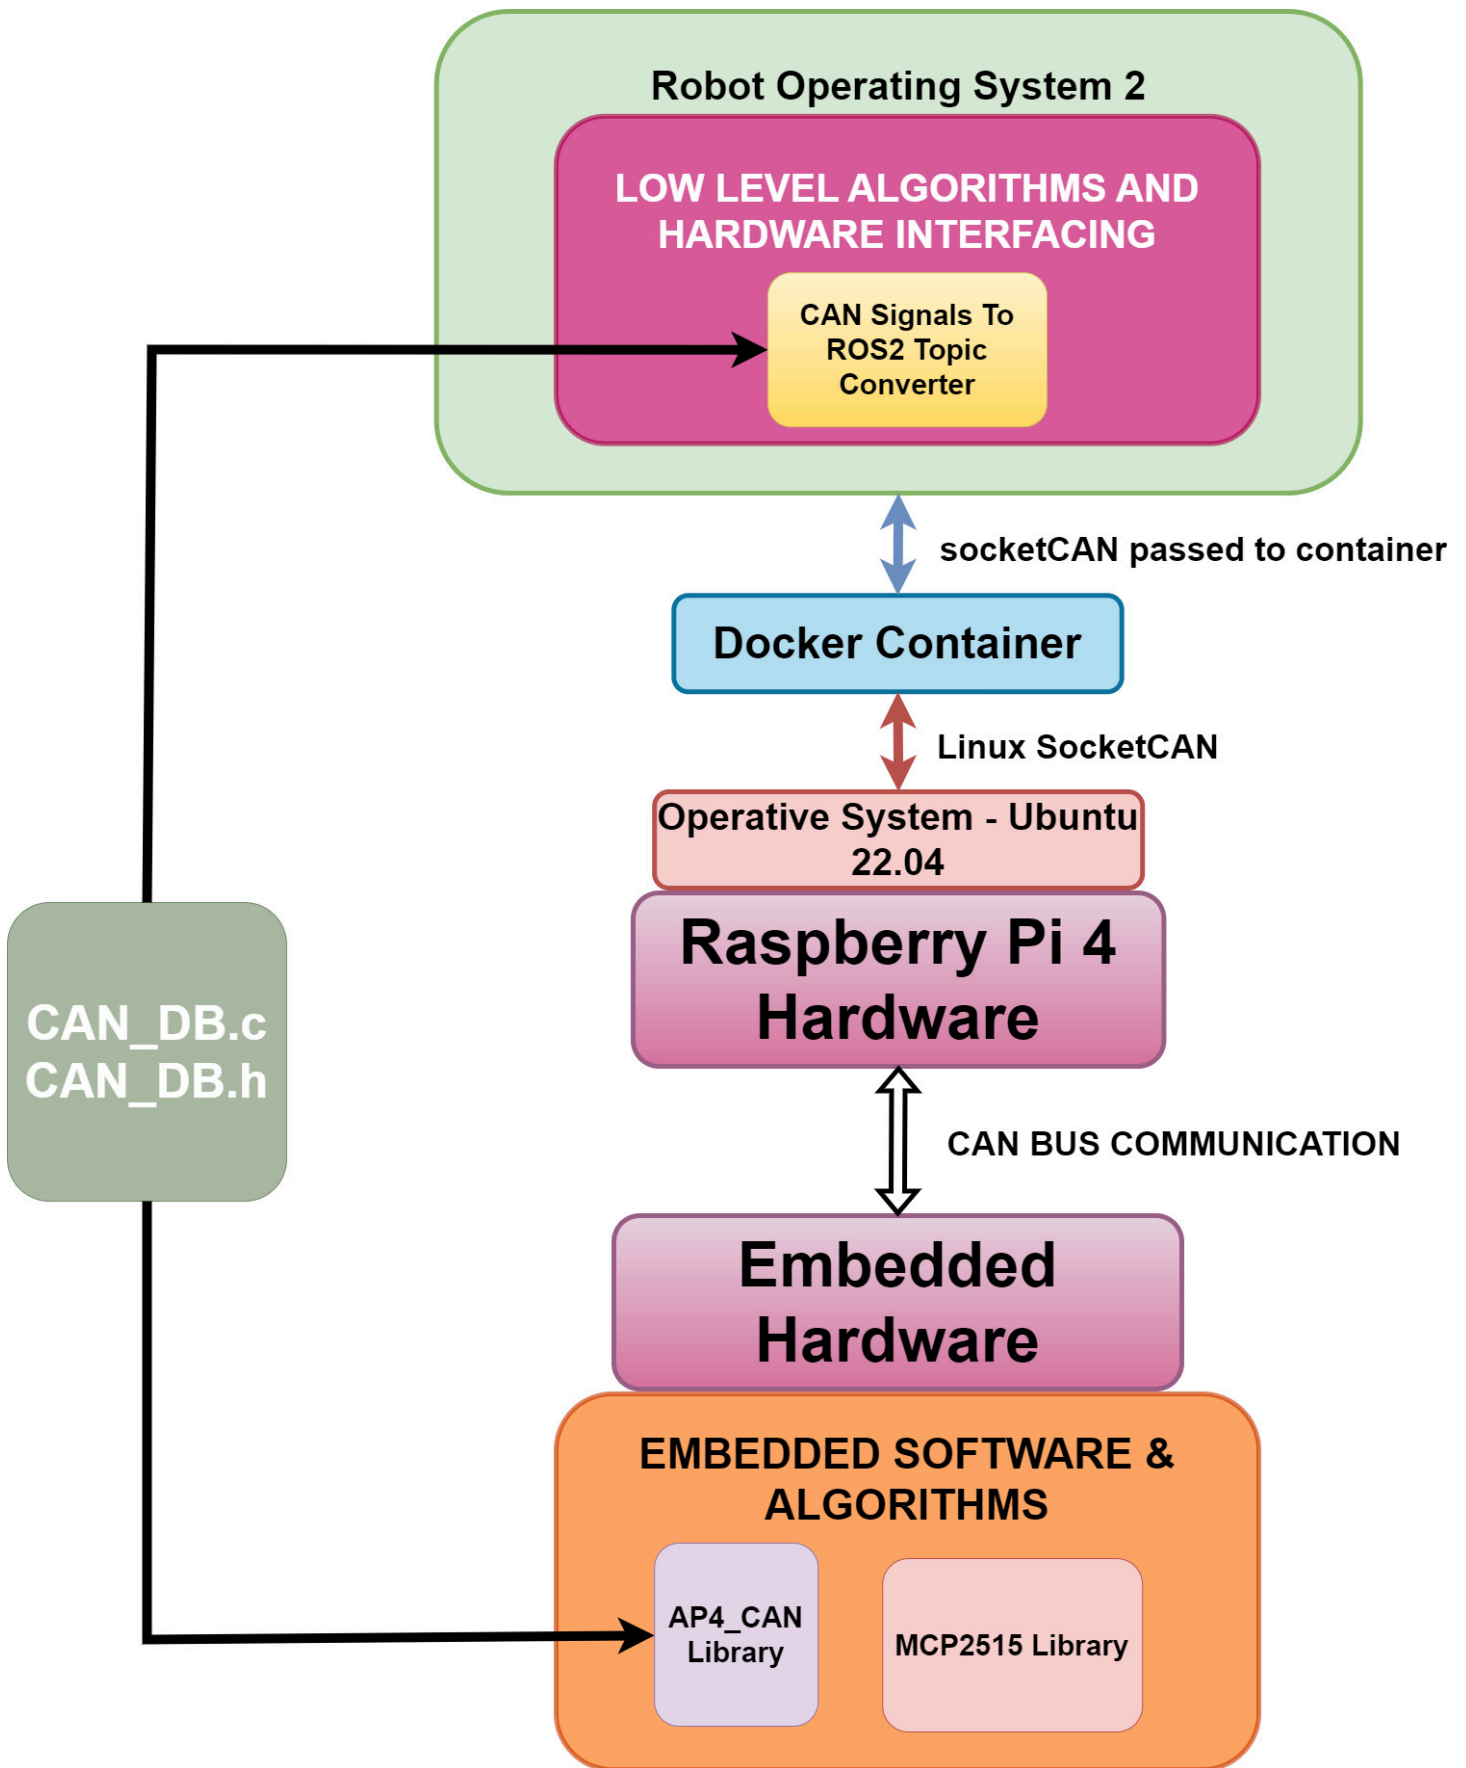 Robot Operating System 2
LOW LEVEL ALGORITHMS AND
HARDWARE INTERFACING
CAN Signals To
ROS2 Topic
Converter
socketCAN passed to container
Docker Container
Linux SocketCAN
Operative System - Ubuntu
22.04
Raspberry Pi 4
Hardware
CAN_DB.c
CAN_DB.h
CAN BUS COMMUNICATION
Embedded
Hardware
EMBEDDED SOFTWARE &
ALGORITHMS
AP4_CAN
Library
MCP2515 Library